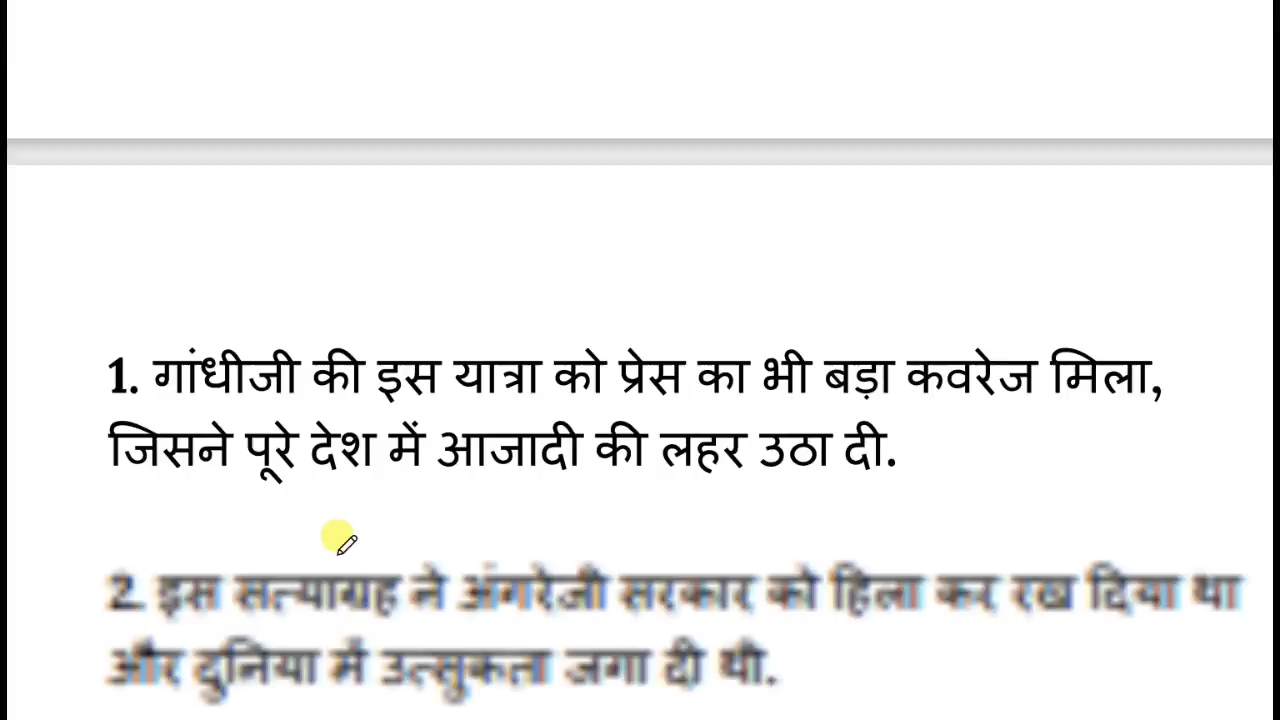 1. गांधीजी की इस यात्रा को प्रेस का भी बड़ा कवरेज मिला,
जिसने पूरे देश में आजादी की लहर उठा दी.
2. इस सत्याग्रह ने अंगरेजी सरकार को हिला कर रख दिया था
और दुनिया में उत्सुकता जगा दी थी.